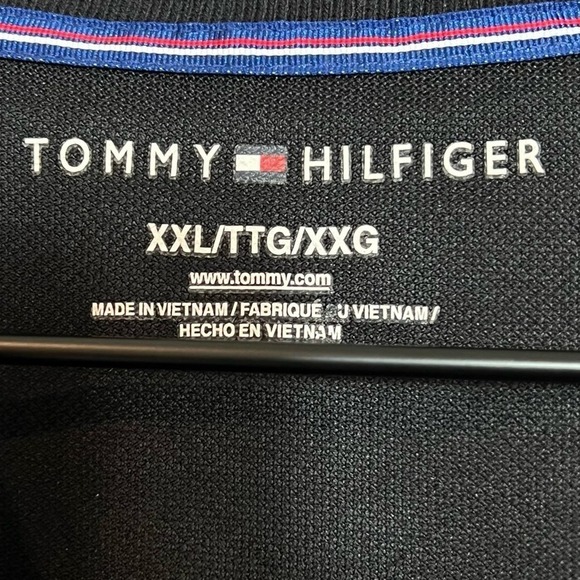 TOMMY HILFIGER
XXL/TTG/XXG
www.tommy.com
MADE IN VIETNAM / FABRIQUÉ U VIETNAM /
HECHO EN VIETNAM